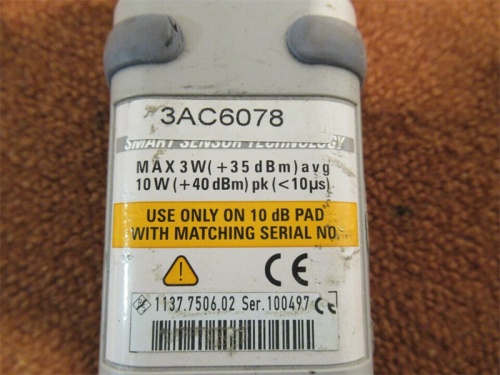 3AC6078
SMART SENSOR TECHNOLOGY
MAX 3W(+35dBm)avg
10W(+40dBm)pk(<10µs)
USE ONLY ON 10 dB PAD
WITH MATCHING SERIAL NO.
CE
1137.7506.02 Ser.100497 CE